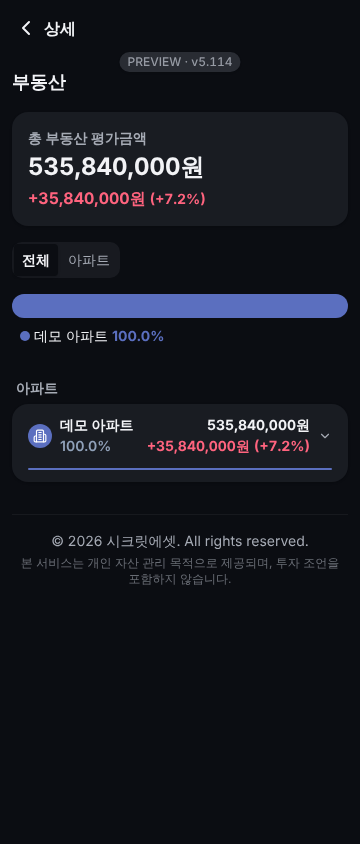 상세
PREVIEW · v5.114
부동산
총 부동산 평가금액
535,840,000원
+35,840,000원 (+7.2%)
전체 아파트
데모 아파트 100.0%
아파트
데모 아파트 535,840,000원
100.0% +35,840,000원 (+7.2%)
© 2026 시크릿에셋. All rights reserved.
본 서비스는 개인 자산 관리 목적으로 제공되며, 투자 조언을
포함하지 않습니다.